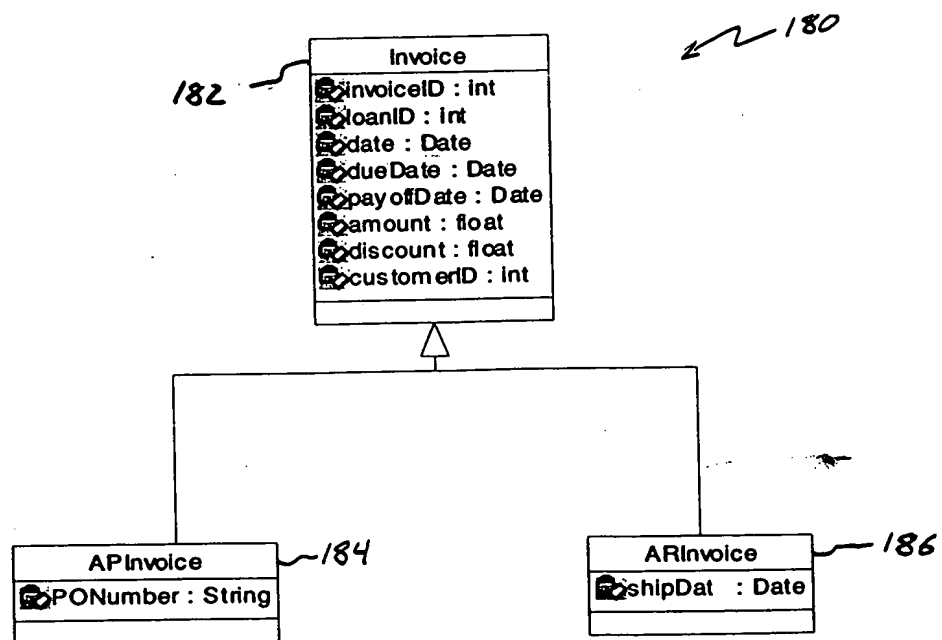 180
Invoice
182
invoiceID : int
loanID : int
date : Date
dueDate : Date
payoffDate : Date
amount : float
discount : float
customerID : int
APInvoice
184
PONumber : String
ARInvoice
186
shipDat : Date